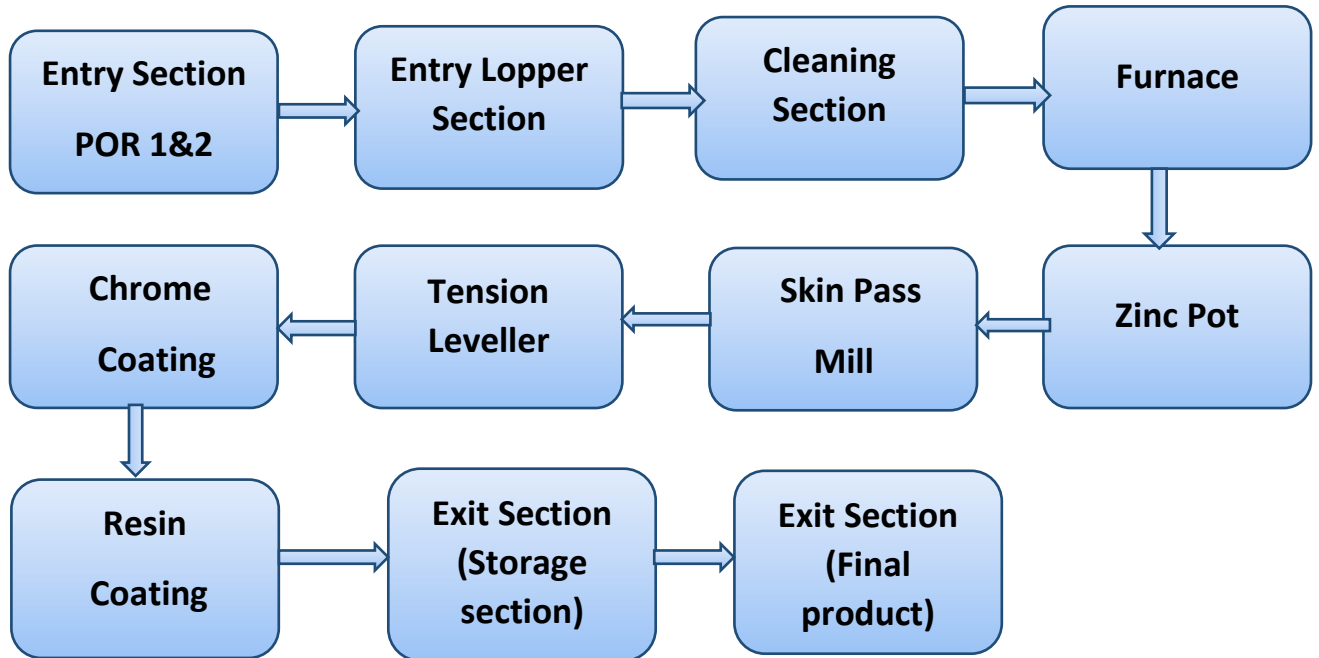 Entry Section
POR 1&2
Entry Lopper
Section
Cleaning
Section
Furnace
Zinc Pot
Skin Pass
Mill
Tension
Leveller
Chrome
Coating
Resin
Coating
Exit Section
(Storage
section)
Exit Section
(Final
product)